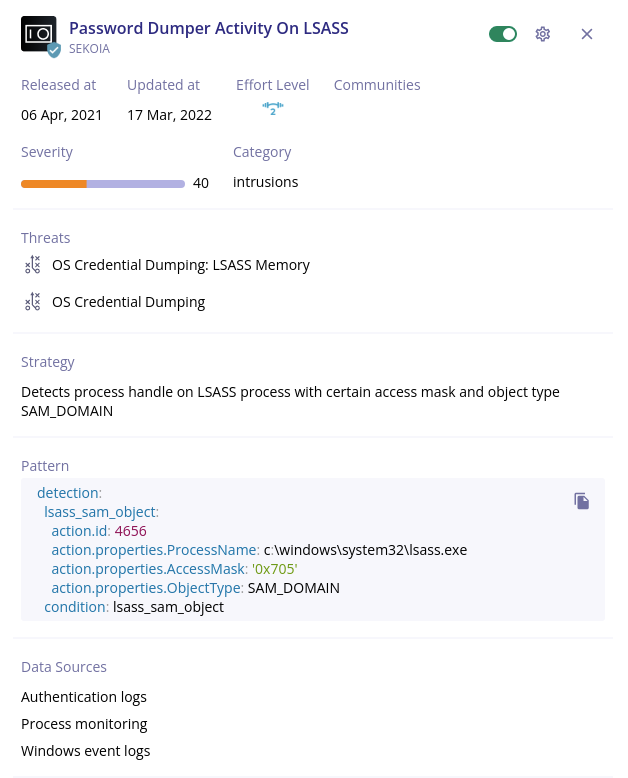 Password Dumper Activity On LSASS
SEKOIA
Released at Updated at Effort Level Communities
06 Apr, 2021 17 Mar, 2022 2
Severity Category
40 intrusions
Threats
OS Credential Dumping: LSASS Memory
OS Credential Dumping
Strategy
Detects process handle on LSASS process with certain access mask and object type
SAM_DOMAIN
Pattern
detection:
lsass_sam_object:
action.id: 4656
action.properties.ProcessName: c:\windows\system32\lsass.exe
action.properties.AccessMask: '0x705'
action.properties.ObjectType: SAM_DOMAIN
condition: lsass_sam_object
Data Sources
Authentication logs
Process monitoring
Windows event logs